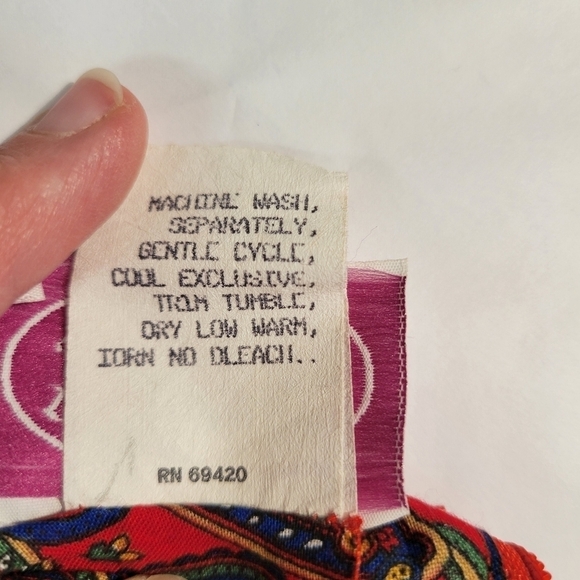 MACHINE WASH,
SEPARATELY,
GENTLE CYCLE,
COOL EXCLUSIVE,
TRIM TUMBLE,
DRY LOW WARM,
IORN NO BLEACH..
RN 69420